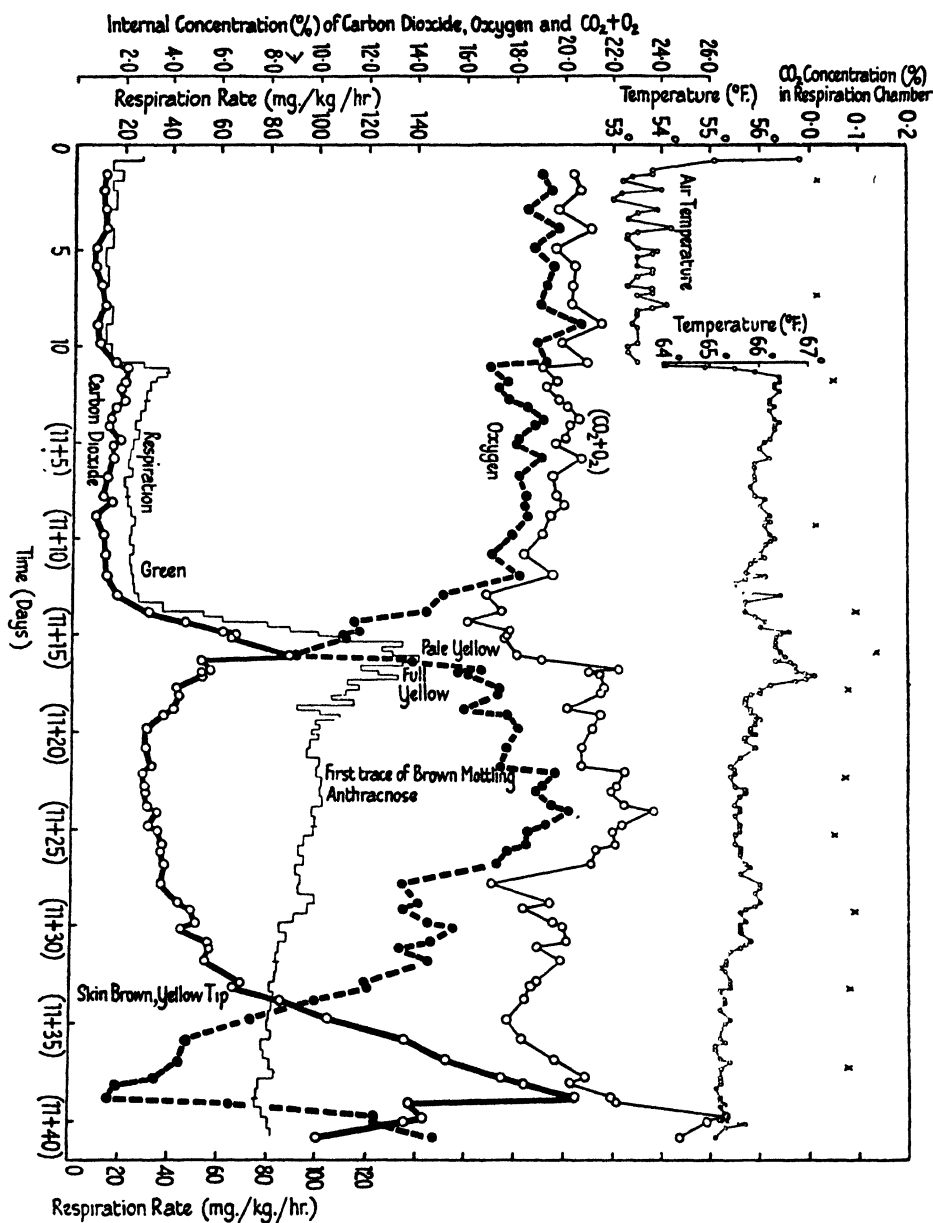 Internal Concentration (%) of Carbon Dioxide, Oxygen and CO₂+O₂
2·0 4·0 6·0 8·0 10·0 12·0 14·0 16·0 18·0 20·0 22·0 24·0 26·0
CO₂ Concentration (%)
in Respiration Chamber
0·0 0·1 0·2
Respiration Rate (mg./kg/hr)
20 40 60 80 100 120 140
Temperature (°F.)
53° 54° 55° 56°
Air Temperature
Temperature (°F.)
64° 65° 66° 67°
0
5
10
(11+5)
(11+10)
(11+15)
(11+20)
(11+25)
(11+30)
(11+35)
(11+40)
Time (Days)
Carbon Dioxide
Respiration
Oxygen
(CO₂+O₂)
Green
Pale Yellow
Full
Yellow
First trace of Brown Mottling
Anthracnose
Skin Brown, Yellow Tip
0 20 40 60 80 100 120
Respiration Rate (mg./kg./hr.)